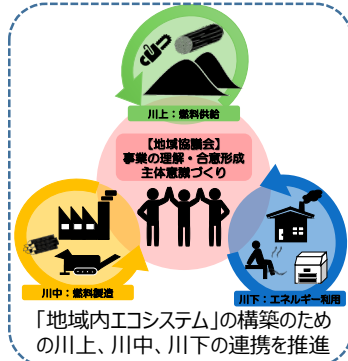 川上：燃料供給
【地域協議会】
事業の理解・合意形成
主体意識づくり
川中：燃料製造
川下：エネルギー利用
「地域内エコシステム」の構築のため
の川上、川中、川下の連携を推進